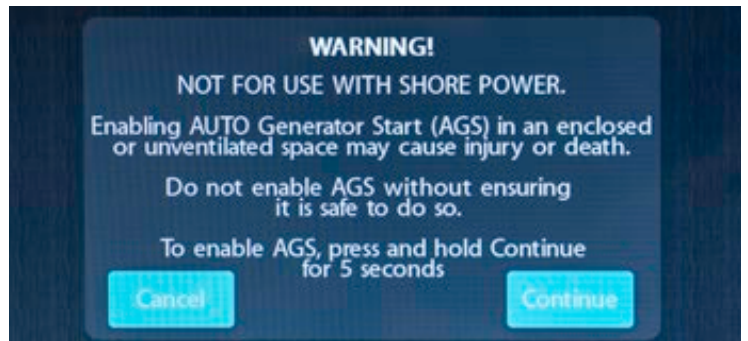 WARNING!
NOT FOR USE WITH SHORE POWER.
Enabling AUTO Generator Start (AGS) in an enclosed
or unventilated space may cause injury or death.
Do not enable AGS without ensuring
it is safe to do so.
To enable AGS, press and hold Continue
for 5 seconds
Cancel
Continue